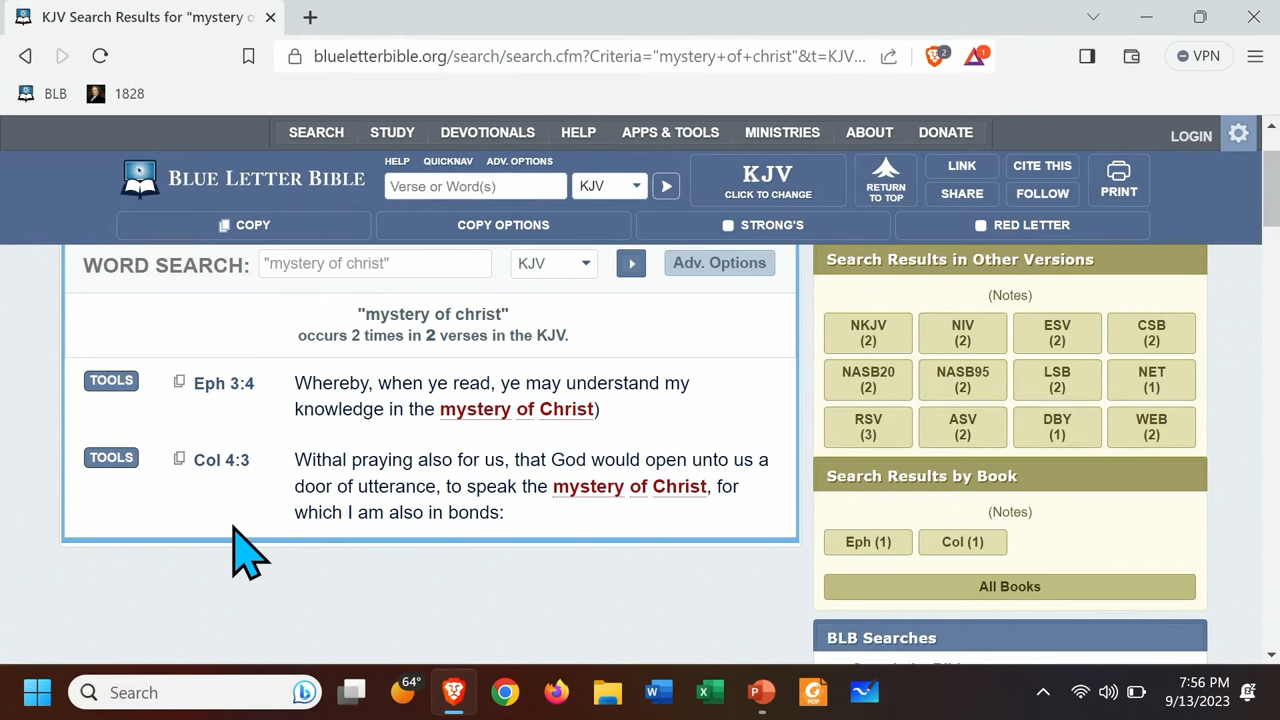 KJV Search Results for "mystery o
blueletterbible.org/search/search.cfm?Criteria="mystery+of+christ"&t=KJV...
2
1
VPN
BLB
1828
SEARCH STUDY DEVOTIONALS HELP APPS & TOOLS MINISTRIES ABOUT DONATE
LOGIN
BLUE LETTER BIBLE
HELP QUICKNAV ADV. OPTIONS
Verse or Word(s)
KJV
KJV
CLICK TO CHANGE
RETURN
TO TOP
LINK
CITE THIS
SHARE
FOLLOW
PRINT
COPY
COPY OPTIONS
STRONG'S
RED LETTER
WORD SEARCH:
"mystery of christ"
KJV
Adv. Options
"mystery of christ"
occurs 2 times in 2 verses in the KJV.
TOOLS
Eph 3:4
Whereby, when ye read, ye may understand my
knowledge in the mystery of Christ)
TOOLS
Col 4:3
Withal praying also for us, that God would open unto us a
door of utterance, to speak the mystery of Christ, for
which I am also in bonds:
Search Results in Other Versions
(Notes)
NKJV
(2)
NIV
(2)
ESV
(2)
CSB
(2)
NASB20
(2)
NASB95
(2)
LSB
(2)
NET
(1)
RSV
(3)
ASV
(2)
DBY
(1)
WEB
(2)
Search Results by Book
(Notes)
Eph (1)
Col (1)
All Books
BLB Searches
Search
64°
7:56 PM
9/13/2023